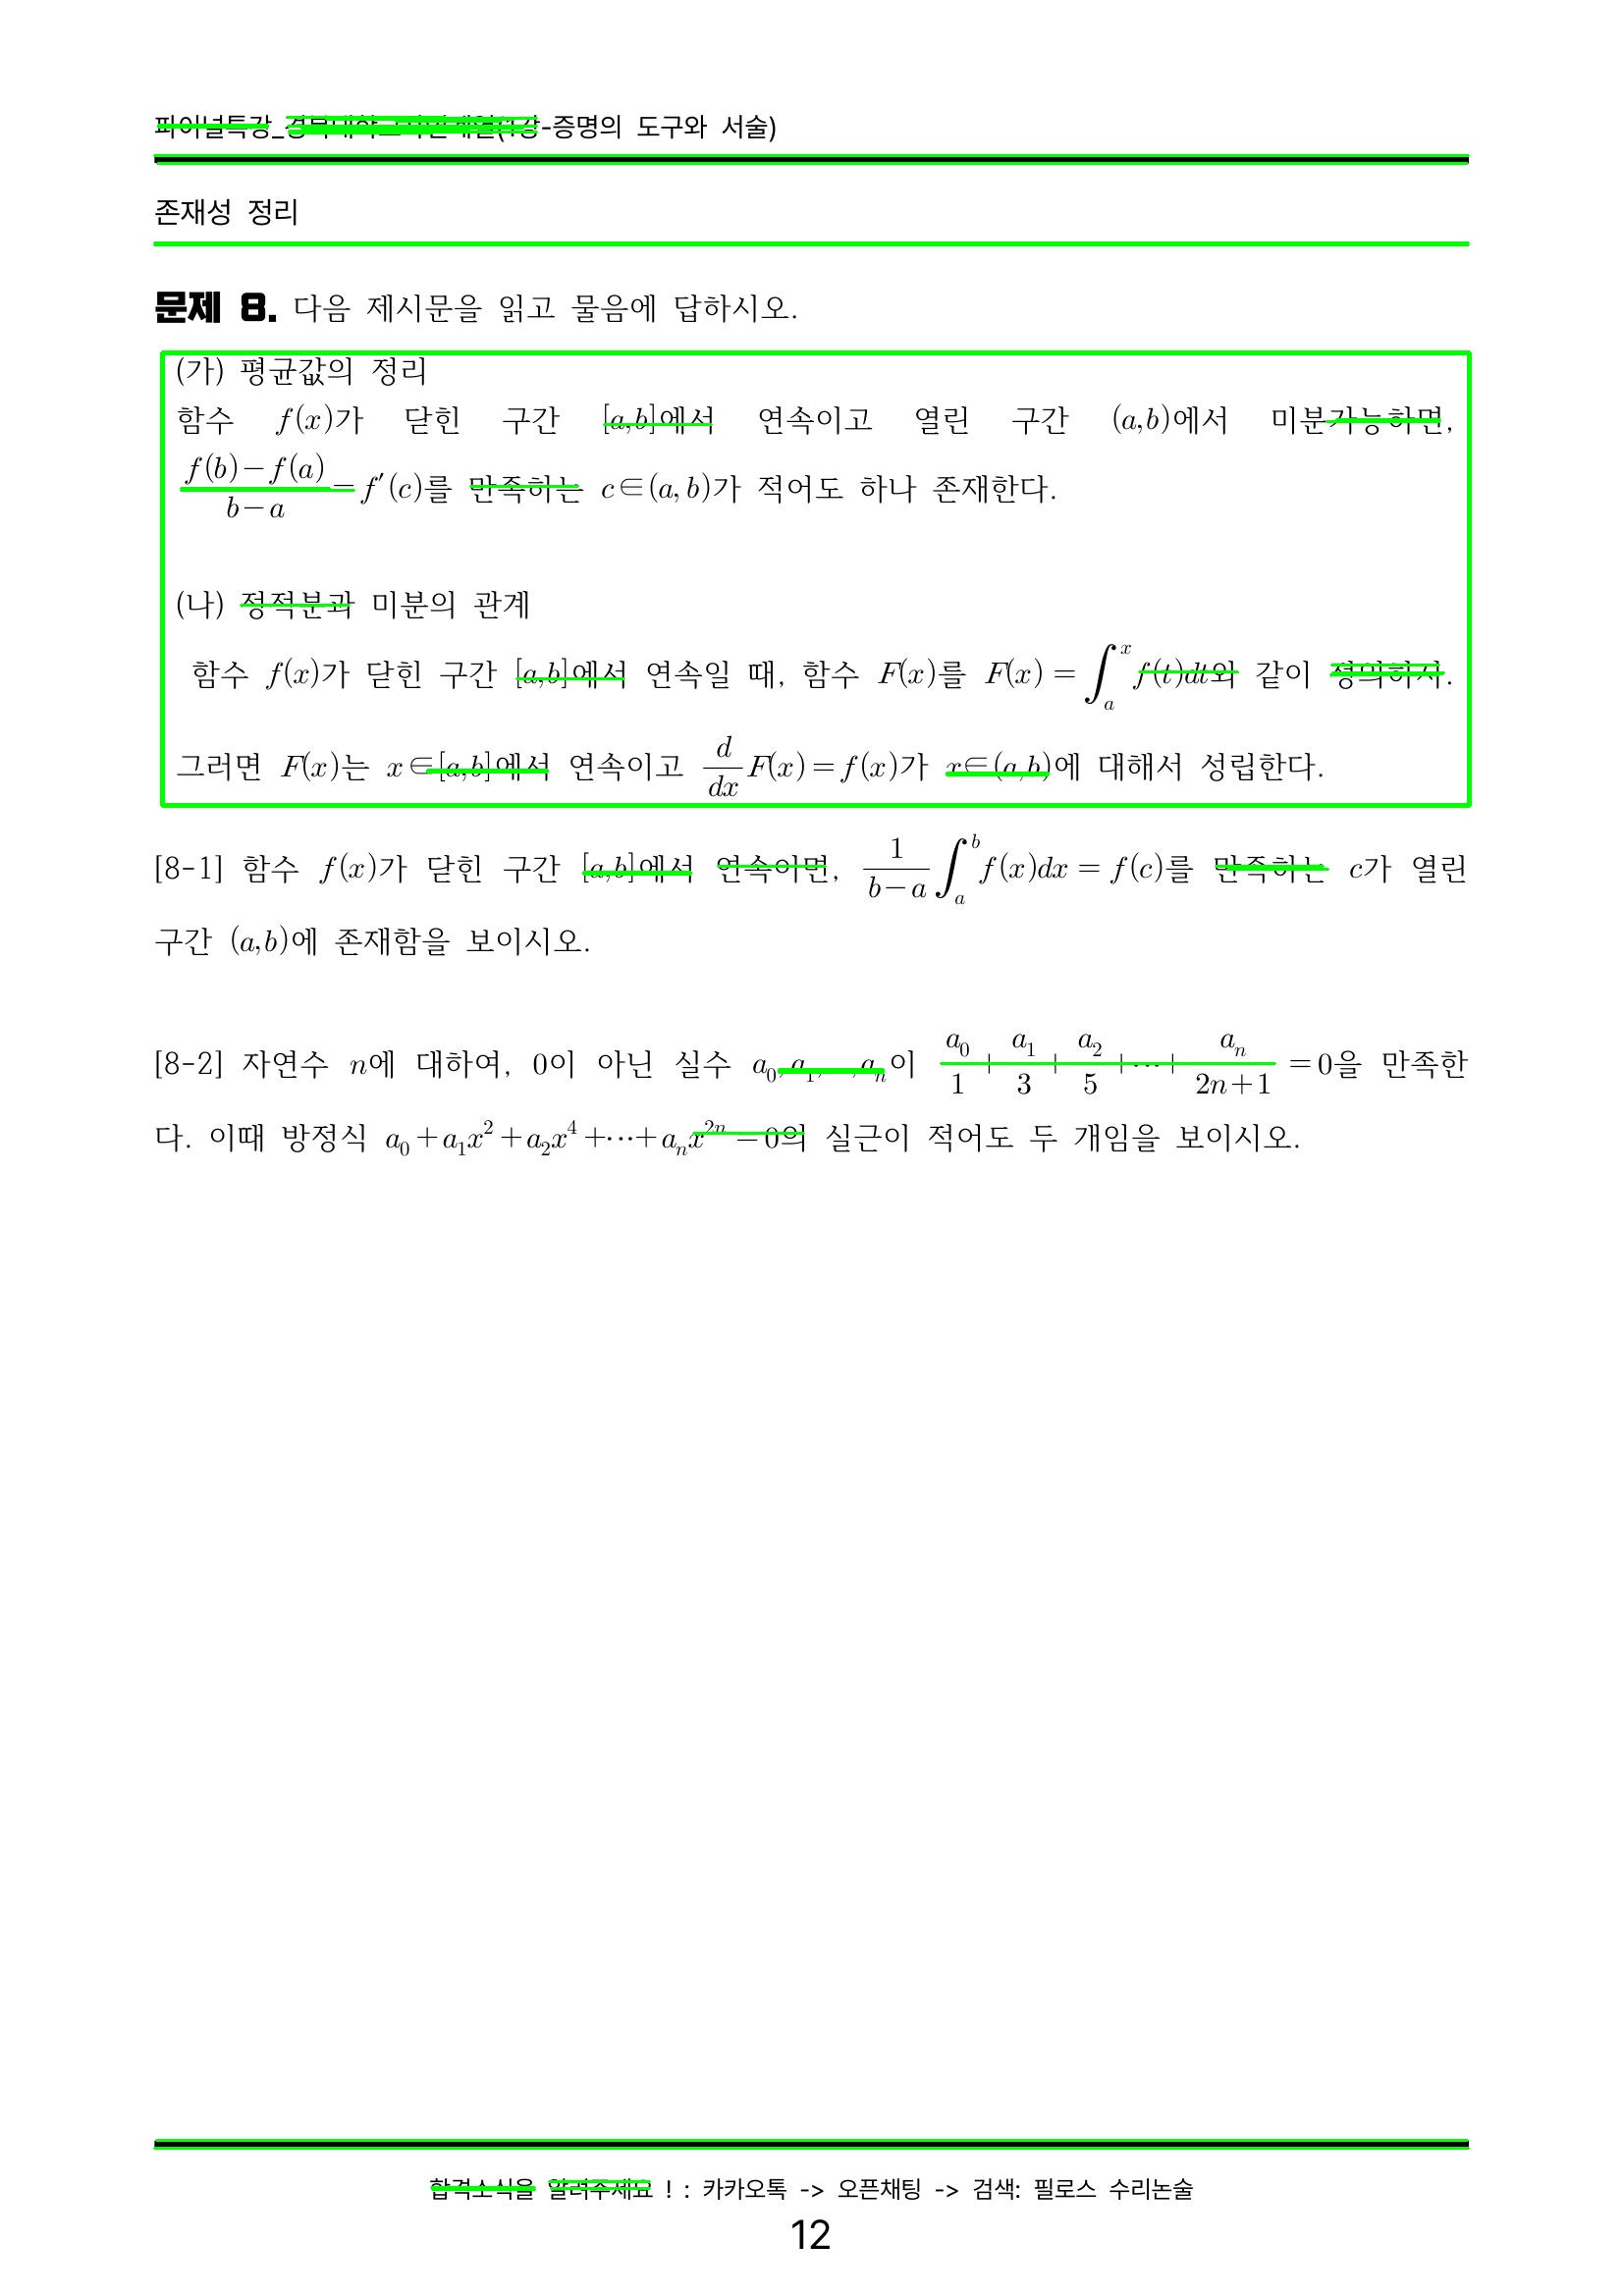 파이널특강_경북대학교자연계열(1강-증명의 도구와 서술)
존재성 정리
문제 8. 다음 제시문을 읽고 물음에 답하시오.
(가) 평균값의 정리
함수 f(x)가 닫힌 구간 [a,b]에서 연속이고 열린 구간 (a,b)에서 미분가능하면,
\frac{f(b)-f(a)}{b-a}=f′(c)를 만족하는 c∈(a, b)가 적어도 하나 존재한다.
(나) 정적분과 미분의 관계
함수 f(x)가 닫힌 구간 [a,b]에서 연속일 때, 함수 F(x)를 F(x)=\int_a^x f(t)dt와 같이 정의하자.
그러면 F(x)는 x∈[a,b]에서 연속이고 \frac{d}{dx}F(x)=f(x)가 x∈(a,b)에 대해서 성립한다.
[8-1] 함수 f(x)가 닫힌 구간 [a,b]에서 연속이면, \frac{1}{b-a}\int_a^b f(x)dx = f(c)를 만족하는 c가 열린
구간 (a,b)에 존재함을 보이시오.
[8-2] 자연수 n에 대하여, 0이 아닌 실수 a_0, a_1, ⋯, a_n이 \frac{a_0}{1}+\frac{a_1}{3}+\frac{a_2}{5}+⋯+\frac{a_n}{2n+1}=0을 만족한
다. 이때 방정식 a_0+a_1x^2+a_2x^4+⋯+a_nx^{2n}=0의 실근이 적어도 두 개임을 보이시오.
합격소식을 알려주세요 ! : 카카오톡 -> 오픈채팅 -> 검색: 필로스 수리논술
12